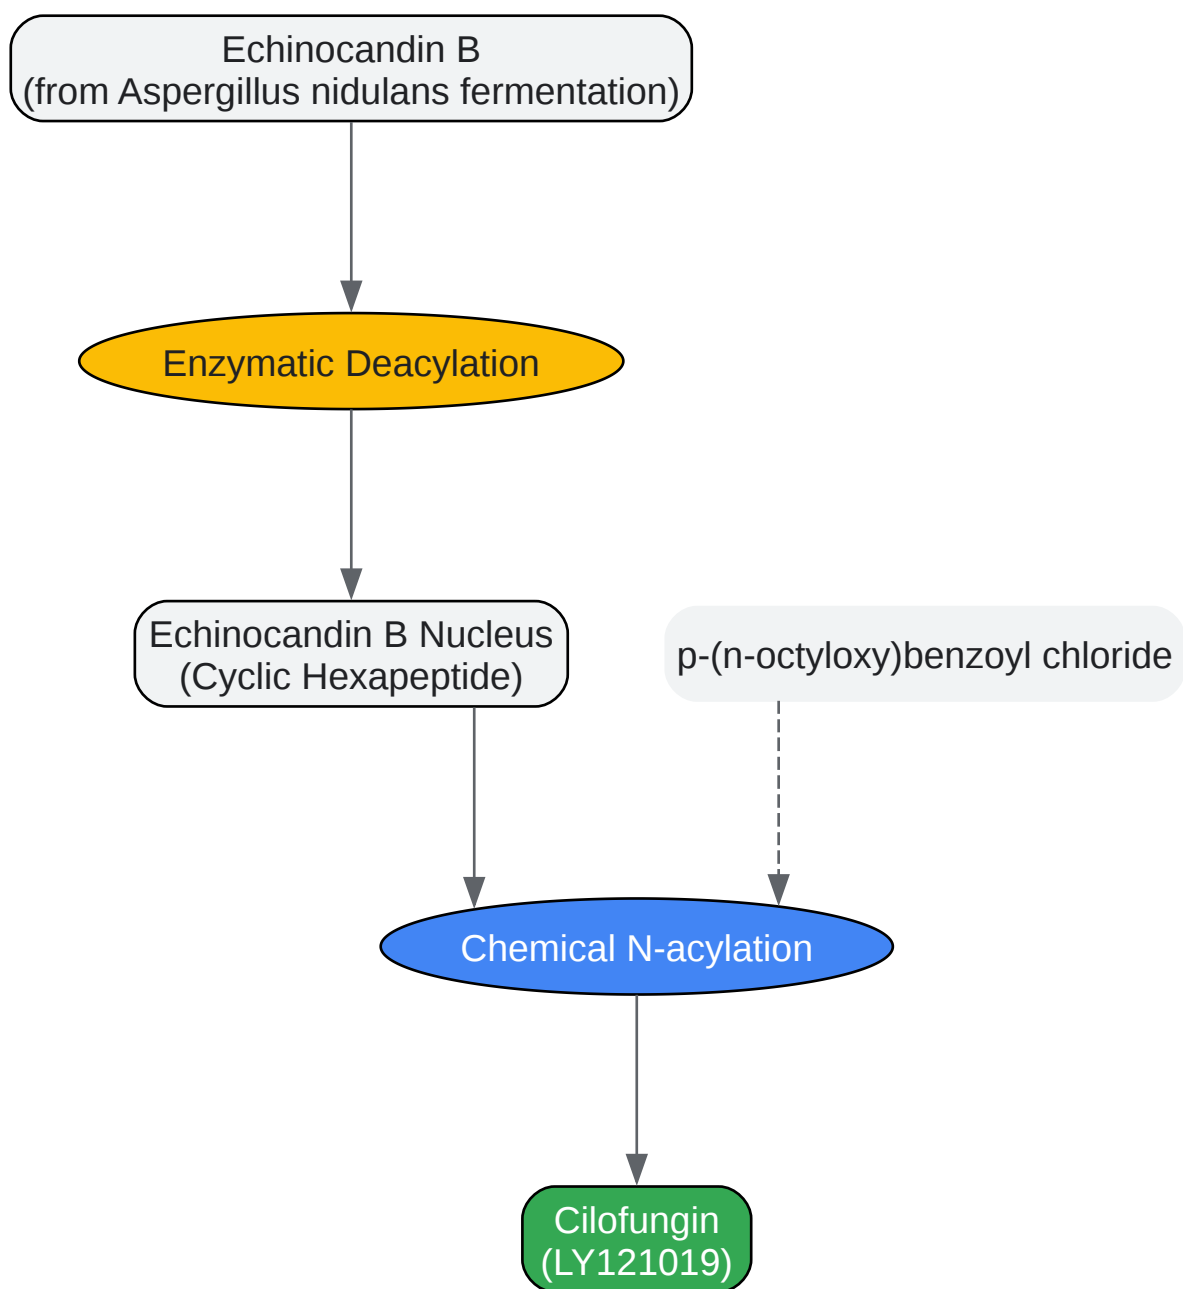 Echinocandin B
(from Aspergillus nidulans fermentation)
Enzymatic Deacylation
Echinocandin B Nucleus
(Cyclic Hexapeptide)
p-(n-octyloxy)benzoyl chloride
Chemical N-acylation
Cilofungin
(LY121019)